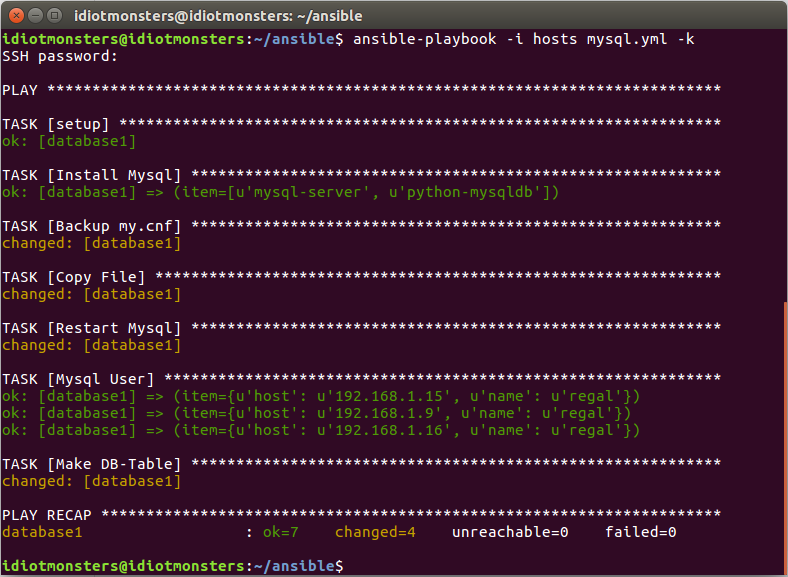 idiotmonsters@idiotmonsters: ~/ansible
idiotmonsters@idiotmonsters:~/ansible$ ansible-playbook -i hosts mysql.yml -k
SSH password:
PLAY ***************************************************************************
TASK [setup] *******************************************************************
ok: [database1]
TASK [Install Mysql] ***********************************************************
ok: [database1] => (item=[u'mysql-server', u'python-mysqldb'])
TASK [Backup my.cnf] ***********************************************************
changed: [database1]
TASK [Copy File] ***************************************************************
changed: [database1]
TASK [Restart Mysql] ***********************************************************
changed: [database1]
TASK [Mysql User] **************************************************************
ok: [database1] => (item={u'host': u'192.168.1.15', u'name': u'regal'})
ok: [database1] => (item={u'host': u'192.168.1.9', u'name': u'regal'})
ok: [database1] => (item={u'host': u'192.168.1.16', u'name': u'regal'})
TASK [Make DB-Table] ***********************************************************
changed: [database1]
PLAY RECAP *********************************************************************
database1                  : ok=7    changed=4    unreachable=0    failed=0
idiotmonsters@idiotmonsters:~/ansible$